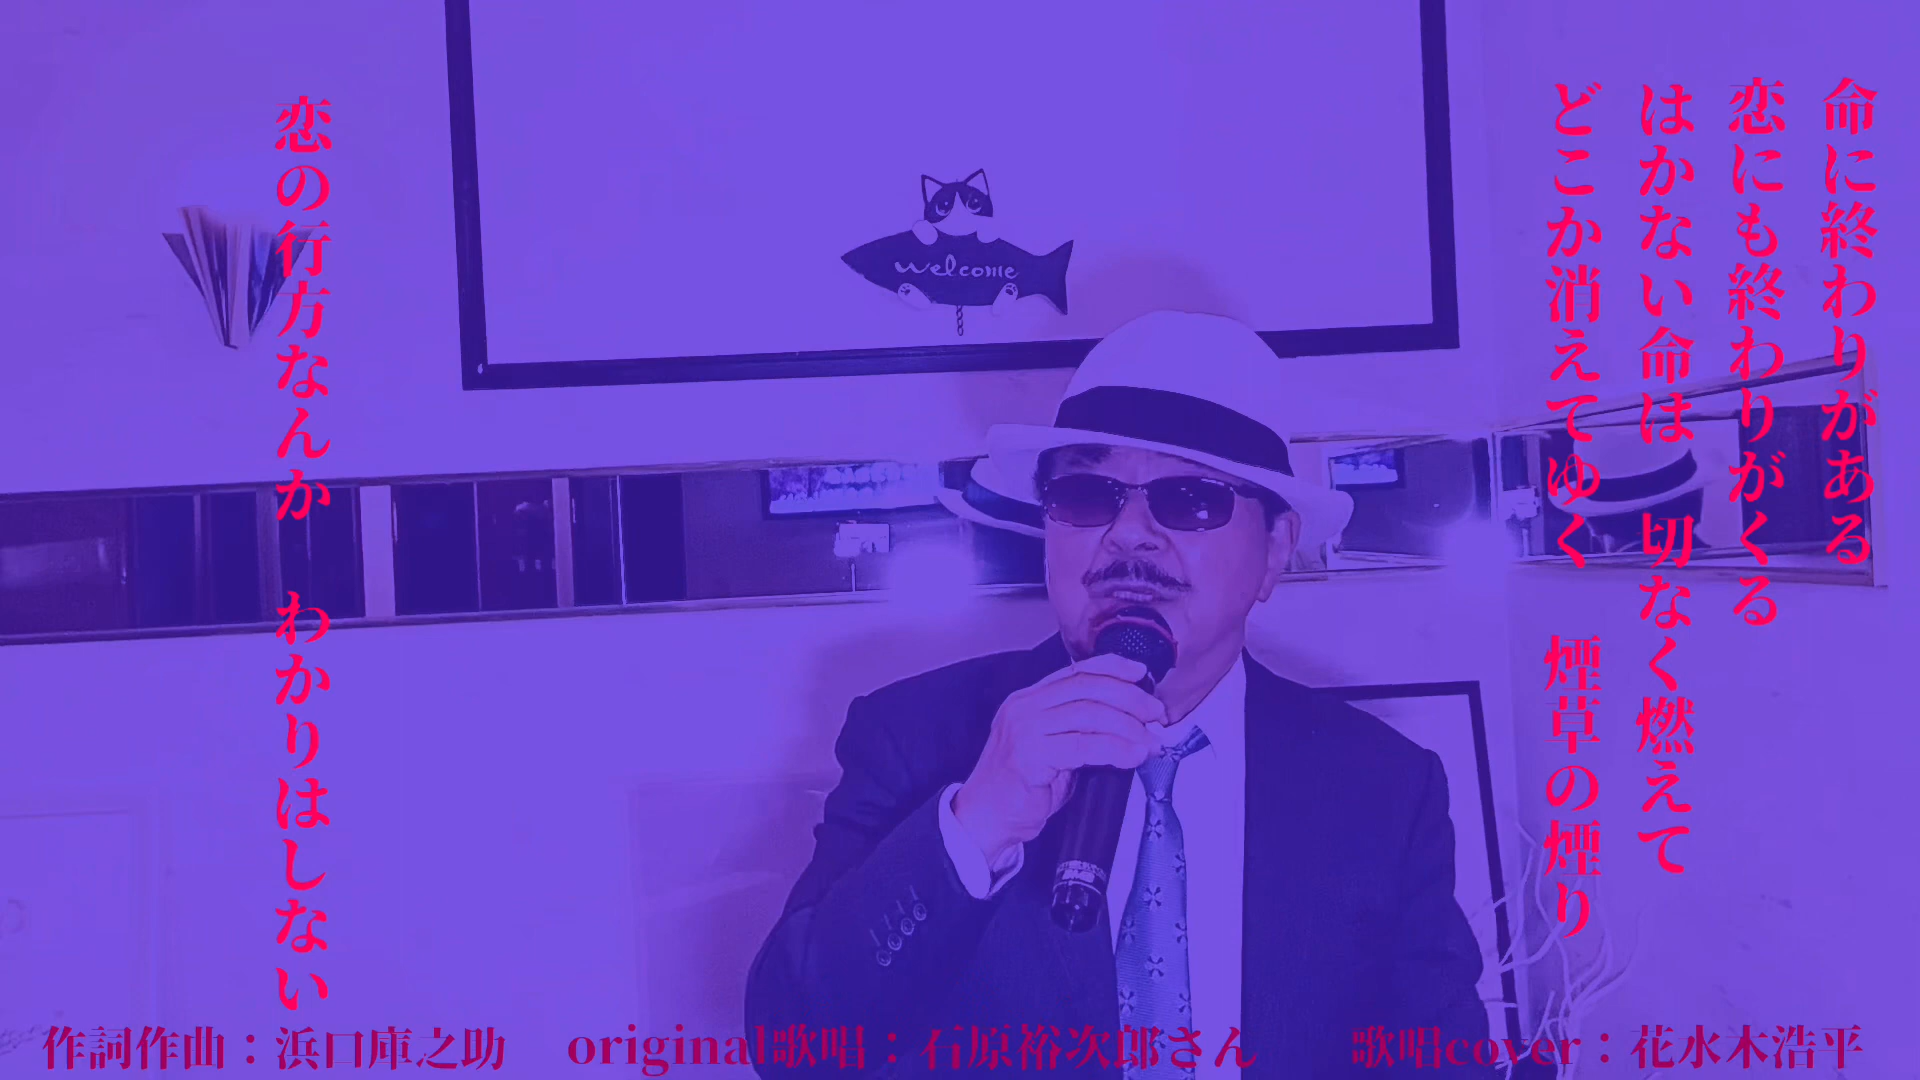 命に終わりがある
恋にも終わりがくる
はかない命は　切なく燃えて
どこか消えてゆく　煙草の煙り
恋の行方なんか　わかりはしない
welcome
作詞作曲：浜口庫之助　original歌唱：石原裕次郎さん　歌唱cover：花水木浩平